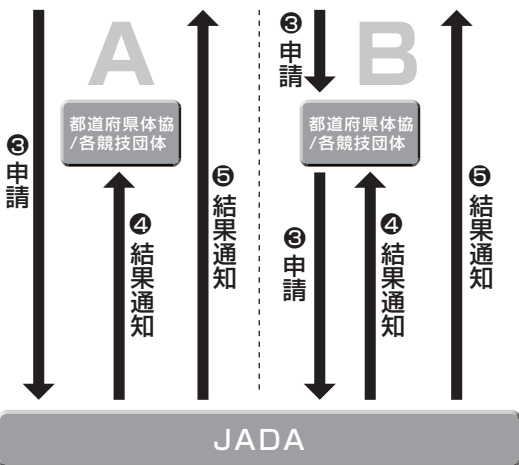 A
❸申請
都道府県体協
/各競技団体
❹結果通知
❺結果通知
B
❸申請
都道府県体協
/各競技団体
❸申請
❹結果通知
❺結果通知
JADA